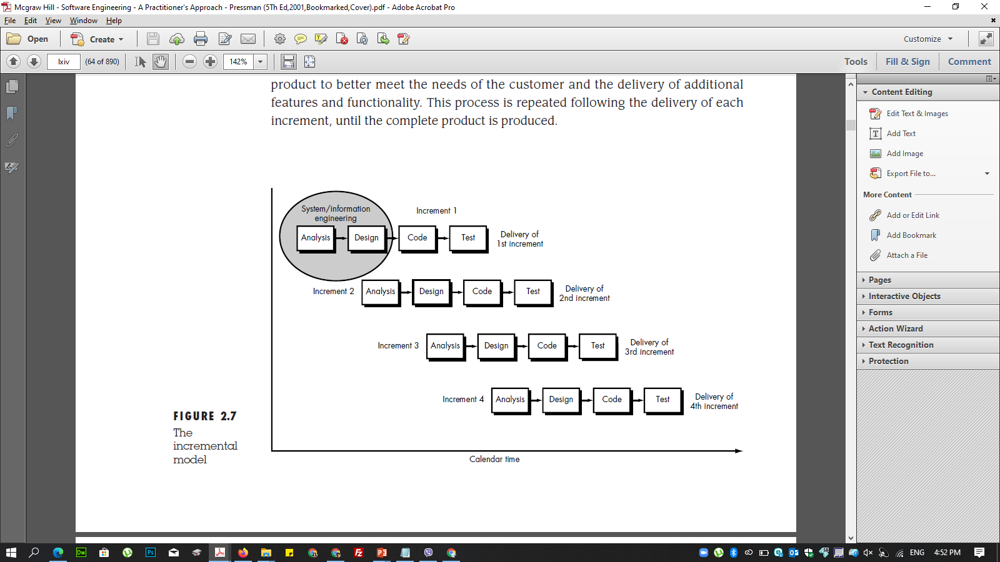 Mcgraw Hill - Software Engineering - A Practitioner's Approach - Pressman (5Th Ed,2001,Bookmarked,Cover).pdf - Adobe Acrobat Pro
File Edit View Window Help
Open Create Customize
lxiv (64 of 890) 142% Tools Fill & Sign Comment
product to better meet the needs of the customer and the delivery of additional
features and functionality. This process is repeated following the delivery of each
increment, until the complete product is produced.
System/information
engineering
Increment 1
Analysis Design Code Test
Delivery of
1st increment
Increment 2 Analysis Design Code Test
Delivery of
2nd increment
Increment 3 Analysis Design Code Test
Delivery of
3rd increment
Increment 4 Analysis Design Code Test
Delivery of
4th increment
FIGURE 2.7
The
incremental
model
Calendar time
Content Editing
Edit Text & Images
Add Text
Add Image
Export File to...
More Content
Add or Edit Link
Add Bookmark
Attach a File
Pages
Interactive Objects
Forms
Action Wizard
Text Recognition
Protection
Dw Ps Fz ENG 4:52 PM